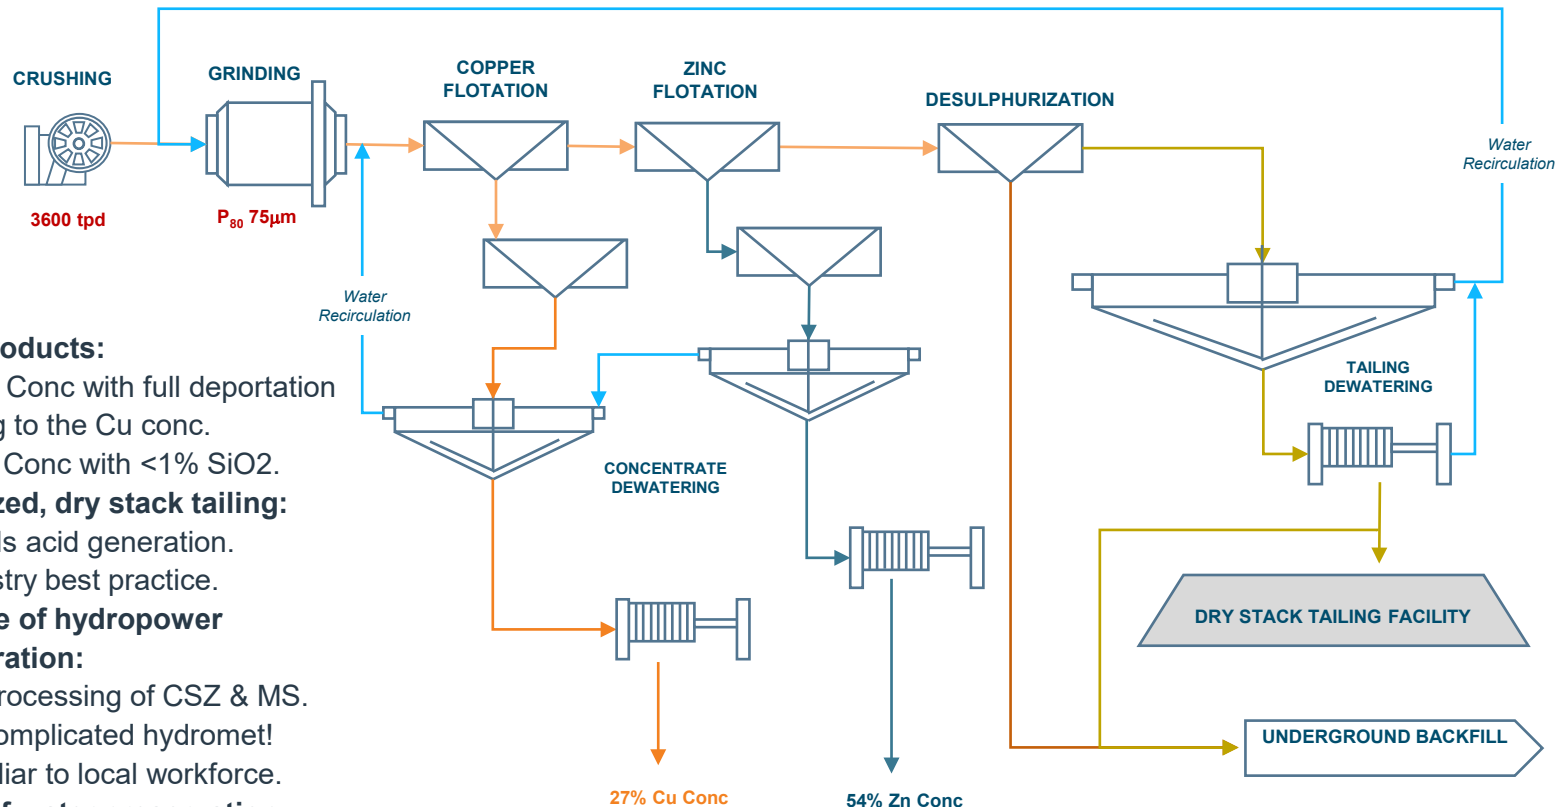 CRUSHING
GRINDING
COPPER
FLOTATION
ZINC
FLOTATION
DESULPHURIZATION
Water
Recirculation
3600 tpd
P80 75µm
Water
Recirculation
oducts:
Conc with full deportation
g to the Cu conc.
Conc with <1% SiO2.
zed, dry stack tailing:
ls acid generation.
stry best practice.
e of hydropower
ration:
rocessing of CSZ & MS.
omplicated hydromet!
liar to local workforce.
TAILING
DEWATERING
CONCENTRATE
DEWATERING
DRY STACK TAILING FACILITY
UNDERGROUND BACKFILL
27% Cu Conc
54% Zn Conc